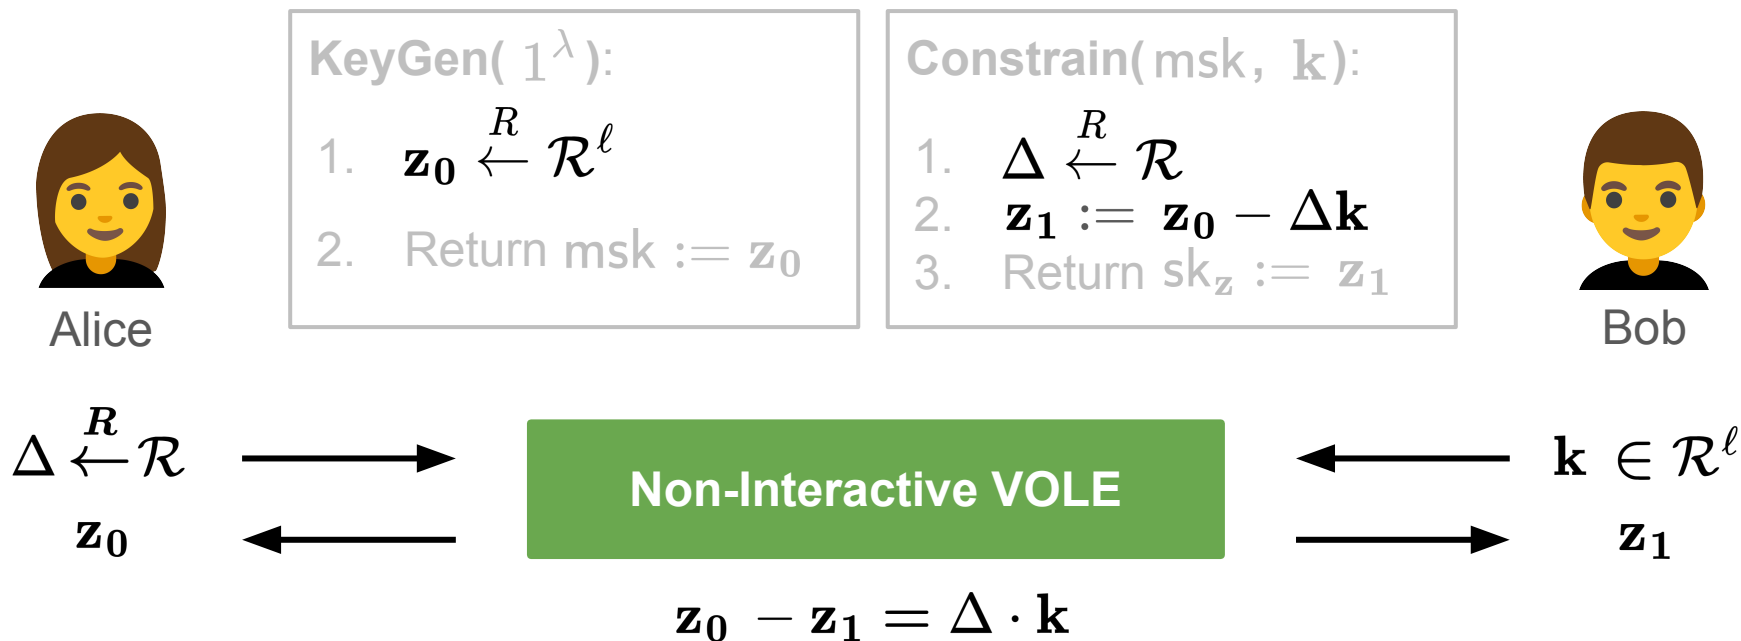 KeyGen( 1^λ ):
1. z₀ ←ᴿ ℛ^ℓ
2. Return msk := z₀
Constrain(msk, k):
1. Δ ←ᴿ ℛ
2. z₁ := z₀ − Δk
3. Return sk_z := z₁
Alice
Bob
Δ ←ᴿ ℛ
z₀
Non-Interactive VOLE
k ∈ ℛ^ℓ
z₁
z₀ − z₁ = Δ · k